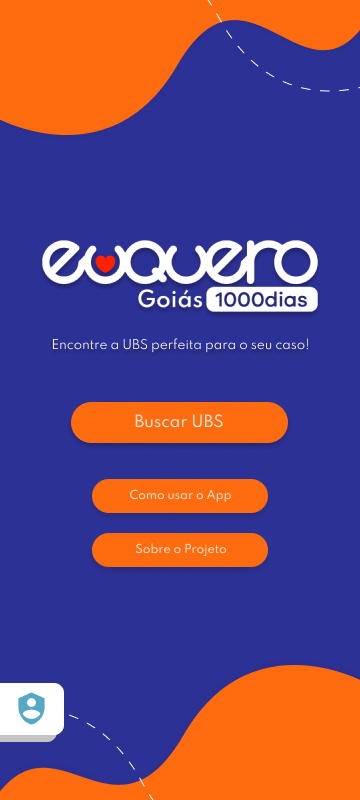 euquero
Goiás 1000dias
Encontre a UBS perfeita para o seu caso!
Buscar UBS
Como usar o App
Sobre o Projeto